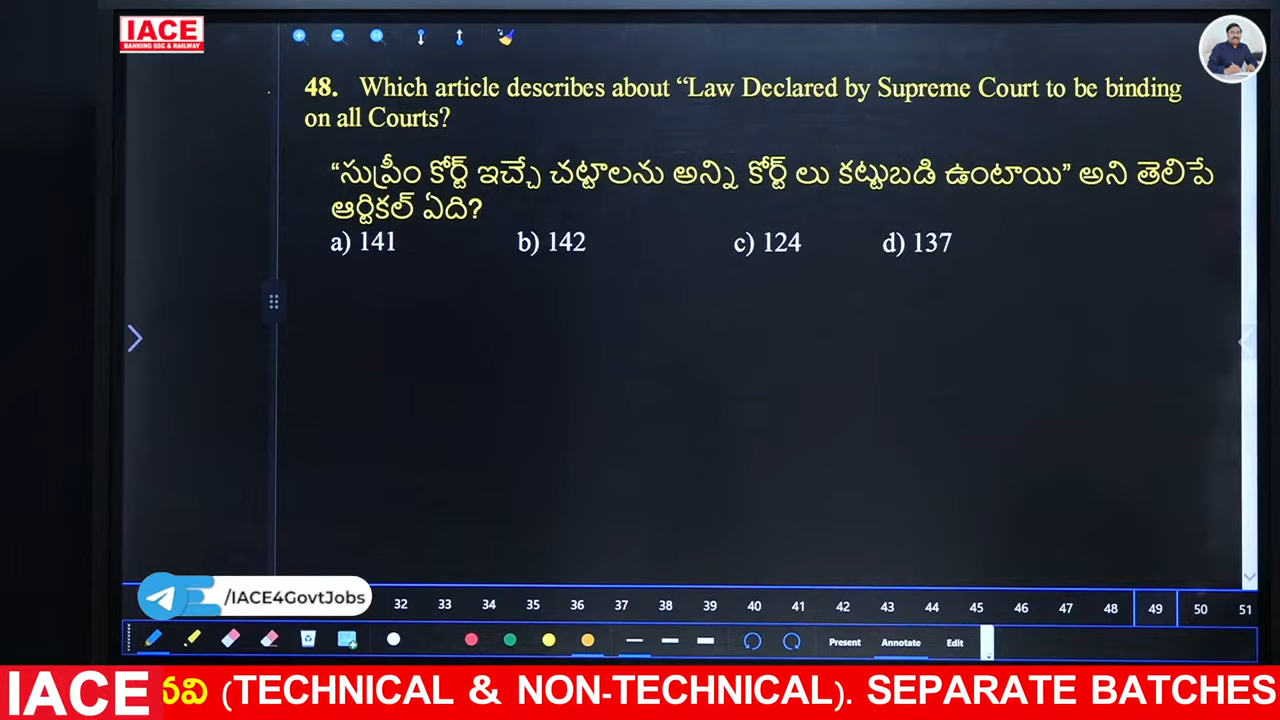 IACE
BANKING SSC & RAILWAY
48. Which article describes about “Law Declared by Supreme Court to be binding
on all Courts?
“సుప్రీం కోర్ట్ ఇచ్చే చట్టాలను అన్ని కోర్ట్ లు కట్టుబడి ఉంటాయి” అని తెలిపే
ఆర్టికల్ ఏది?
a) 141 b) 142 c) 124 d) 137
/IACE4GovtJobs
32 33 34 35 36 37 38 39 40 41 42 43 44 45 46 47 48 49 50 51
Present Annotate Edit
IACE వి (TECHNICAL & NON-TECHNICAL). SEPARATE BATCHES